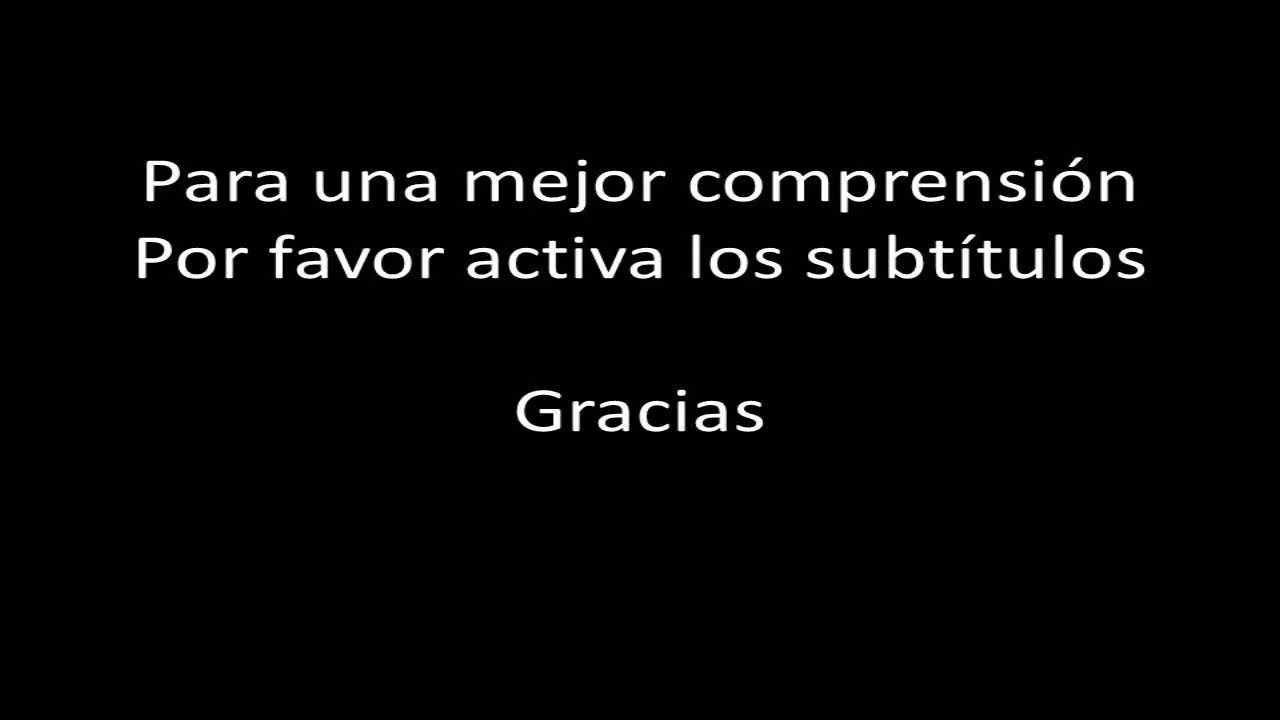 Para una mejor comprensión
Por favor activa los subtítulos
Gracias